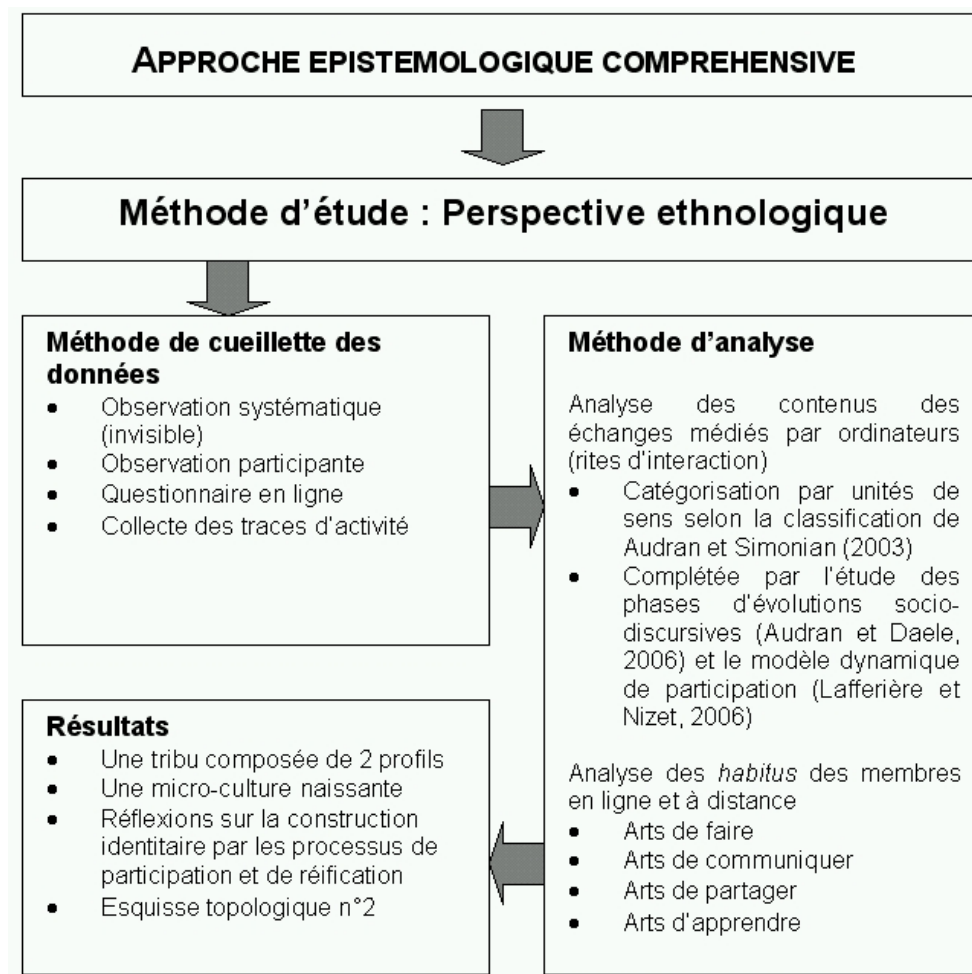 APPROCHE EPISTEMOLOGIQUE COMPREHENSIVE
Méthode d'étude : Perspective ethnologique
Méthode de cueillette des
données
• Observation systématique
(invisible)
• Observation participante
• Questionnaire en ligne
• Collecte des traces d'activité
Méthode d'analyse
Analyse des contenus des
échanges médiés par ordinateurs
(rites d'interaction)
• Catégorisation par unités de
sens selon la classification de
Audran et Simonian (2003)
• Complétée par l'étude des
phases d'évolutions socio-
discursives (Audran et Daele,
2006) et le modèle dynamique
de participation (Lafferière et
Nizet, 2006)
Analyse des habitus des membres
en ligne et à distance
• Arts de faire
• Arts de communiquer
• Arts de partager
• Arts d'apprendre
Résultats
• Une tribu composée de 2 profils
• Une micro-culture naissante
• Réflexions sur la construction
identitaire par les processus de
participation et de réification
• Esquisse topologique n°2